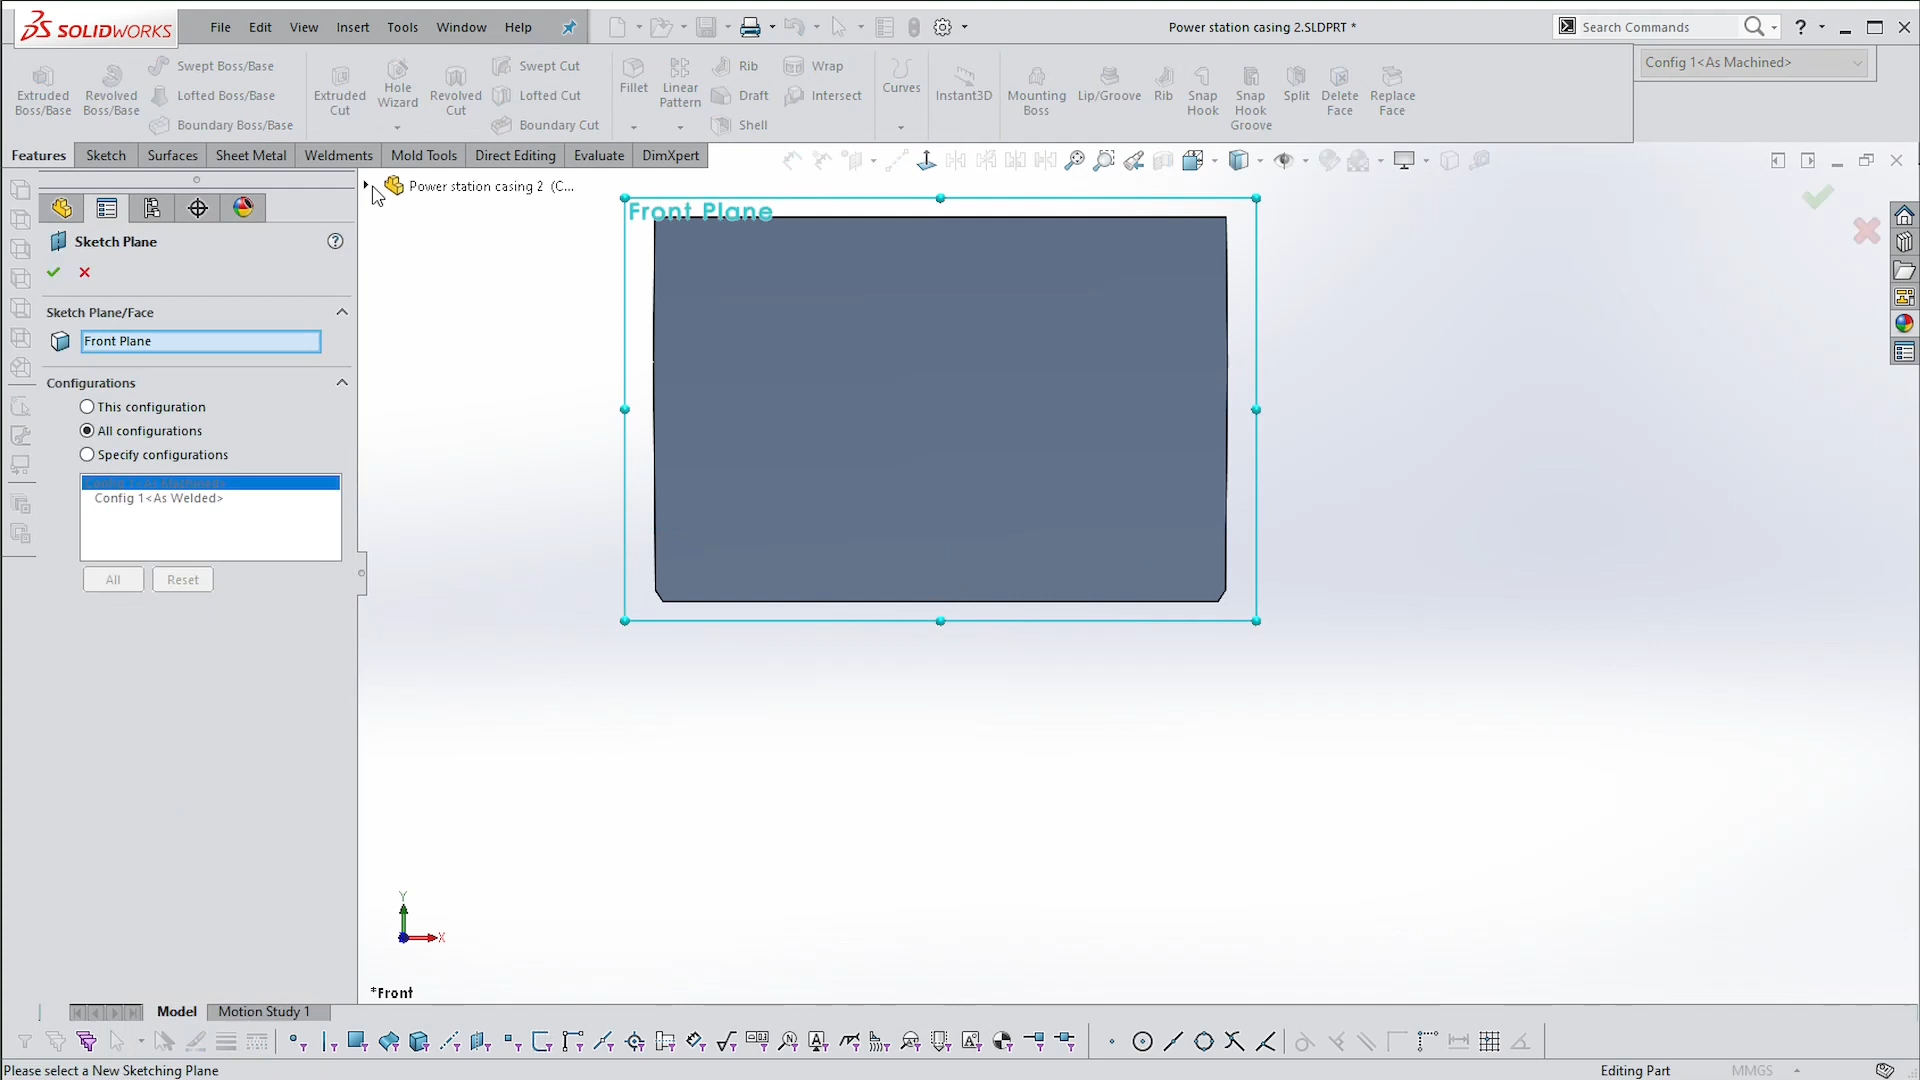 SOLIDWORKS
File Edit View Insert Tools Window Help
Power station casing 2.SLDPRT *
Search Commands
Extruded Boss/Base
Revolved Boss/Base
Swept Boss/Base
Lofted Boss/Base
Boundary Boss/Base
Extruded Cut
Hole Wizard
Revolved Cut
Swept Cut
Lofted Cut
Boundary Cut
Fillet
Linear Pattern
Rib
Draft
Shell
Wrap
Intersect
Curves
Instant3D
Mounting Boss
Lip/Groove
Rib
Snap Hook
Snap Hook Groove
Split
Delete Face
Replace Face
Config 1<As Machined>
Features Sketch Surfaces Sheet Metal Weldments Mold Tools Direct Editing Evaluate DimXpert
Power station casing 2 (C...
Sketch Plane
Sketch Plane/Face
Front Plane
Configurations
This configuration
All configurations
Specify configurations
Config 1<As Machined>
Config 1<As Welded>
All Reset
Front Plane
Y
X
*Front
Model Motion Study 1
Please select a New Sketching Plane
Editing Part MMGS